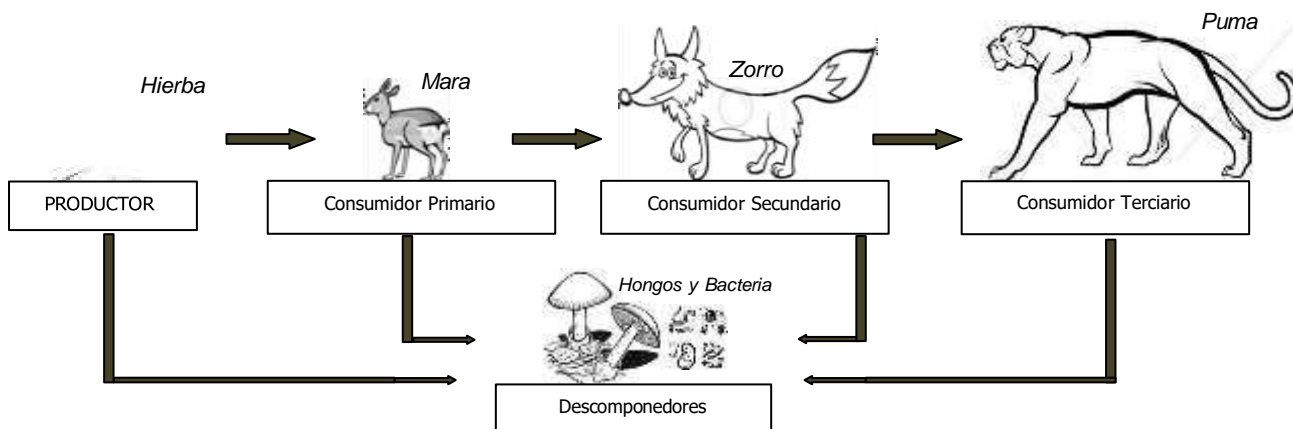 Hierba
Mara
Zorro
Puma
PRODUCTOR
Consumidor Primario
Consumidor Secundario
Consumidor Terciario
Hongos y Bacteria
Descomponedores